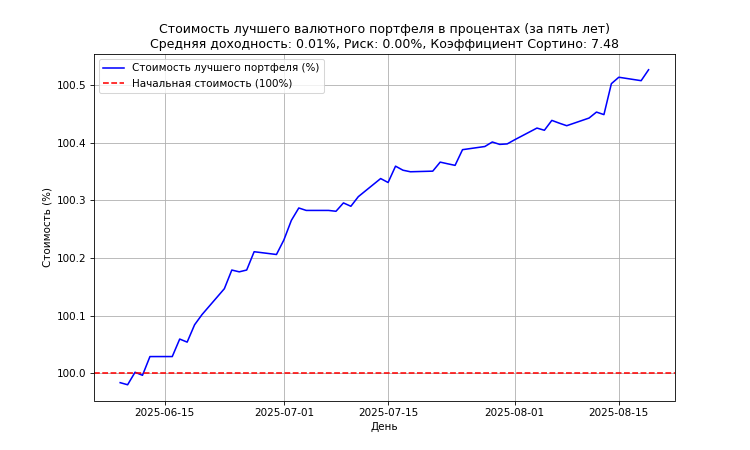 Стоимость лучшего валютного портфеля в процентах (за пять лет)
Средняя доходность: 0.01%, Риск: 0.00%, Коэффициент Сортино: 7.48
Стоимость лучшего портфеля (%)
Начальная стоимость (100%)
Стоимость (%)
100.5
100.4
100.3
100.2
100.1
100.0
2025-06-15
2025-07-01
2025-07-15
2025-08-01
2025-08-15
День